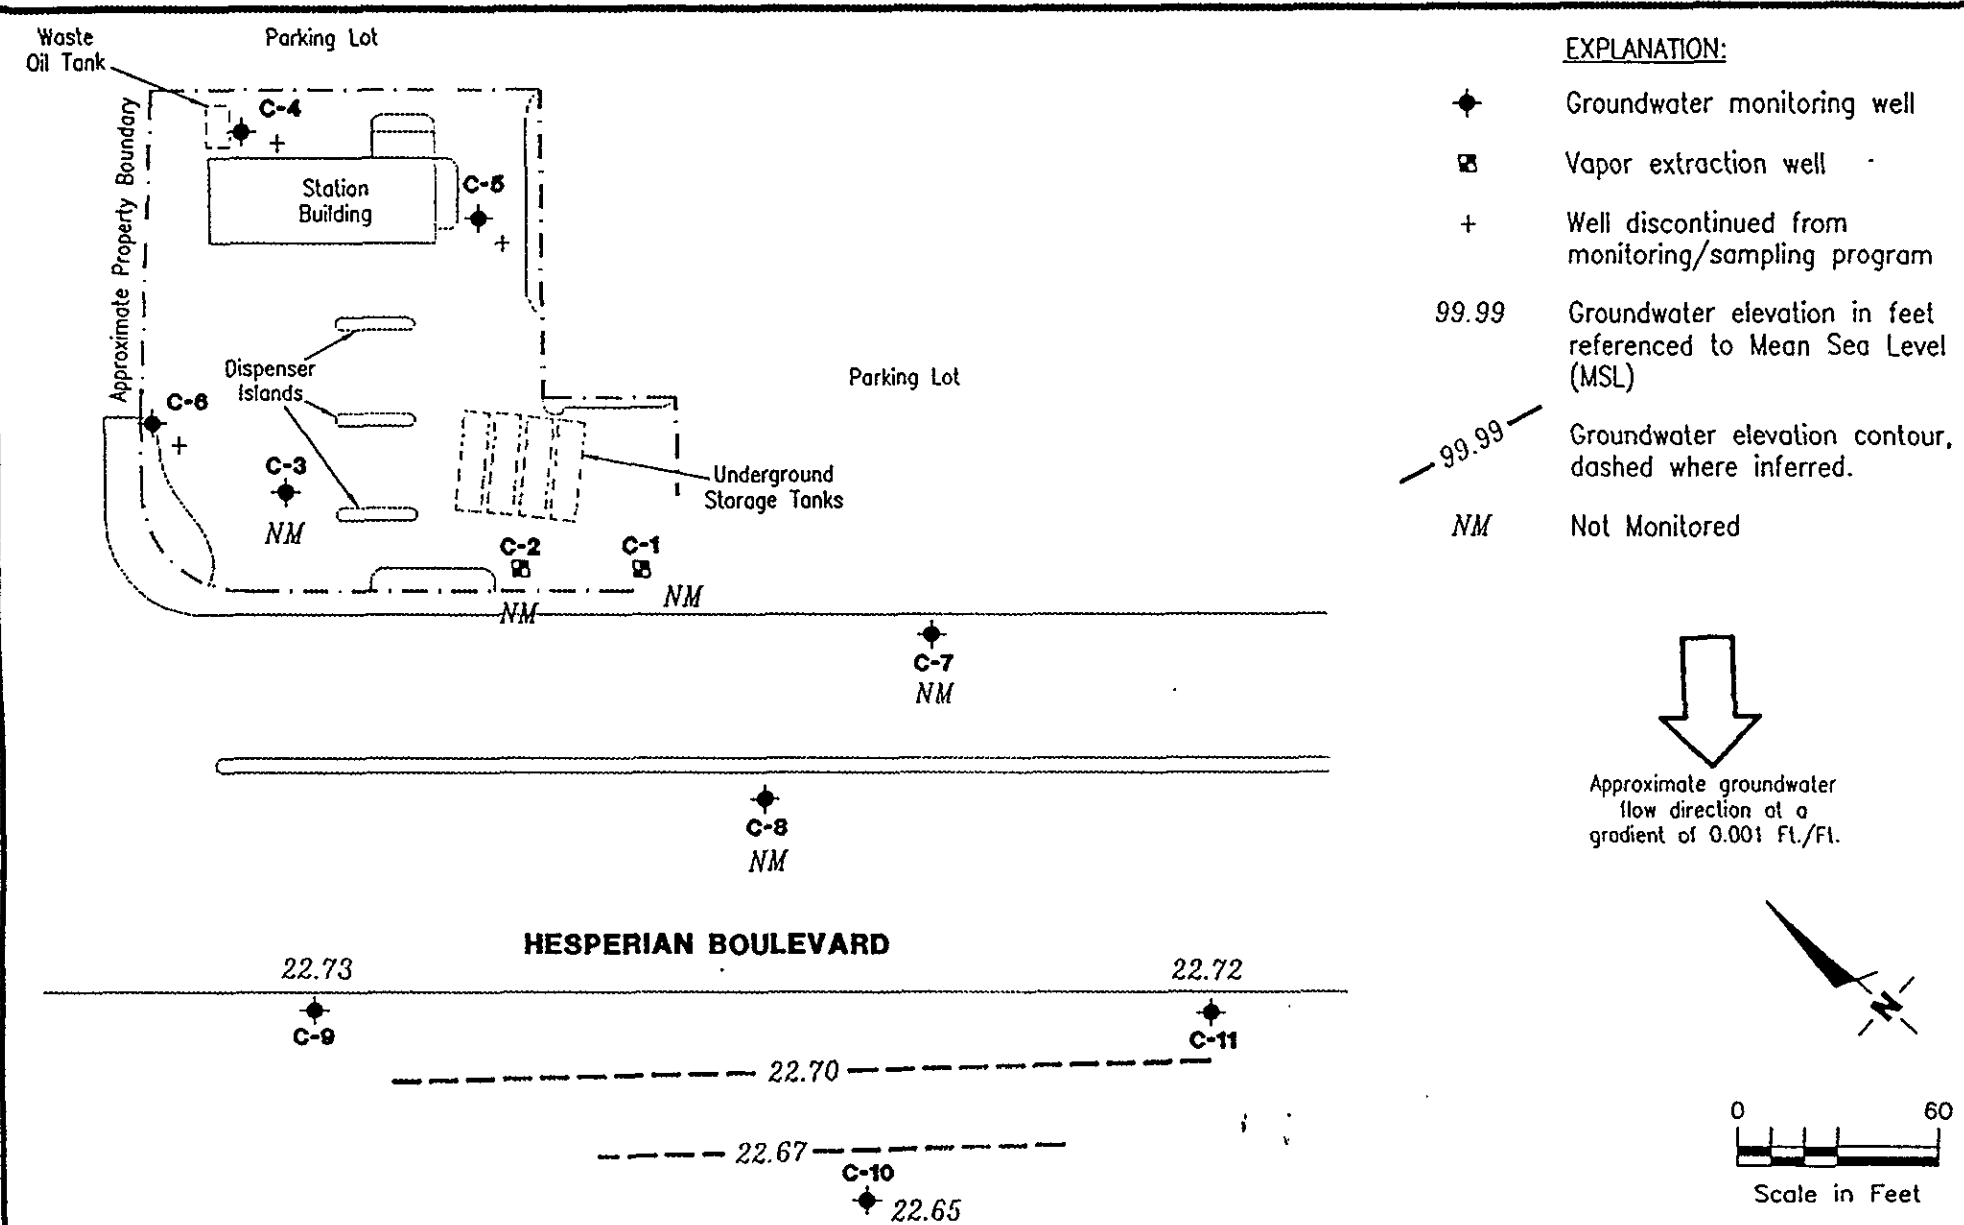 Waste
Oil Tank
Parking Lot
C-4
Approximate Property Boundary
Station
Building
C-5
Dispenser
Islands
Parking Lot
C-6
C-3
NM
Underground
Storage Tanks
C-2
NM
C-1
NM
C-7
NM
C-8
NM
HESPERIAN BOULEVARD
22.73
C-9
22.72
C-11
22.70
22.67
C-10
22.65
EXPLANATION:
Groundwater monitoring well
Vapor extraction well
+ Well discontinued from
monitoring/sampling program
99.99 Groundwater elevation in feet
referenced to Mean Sea Level
(MSL)
99.99 Groundwater elevation contour,
dashed where inferred.
NM Not Monitored
Approximate groundwater
flow direction at a
gradient of 0.001 Ft./Ft.
N
0 60
Scale in Feet